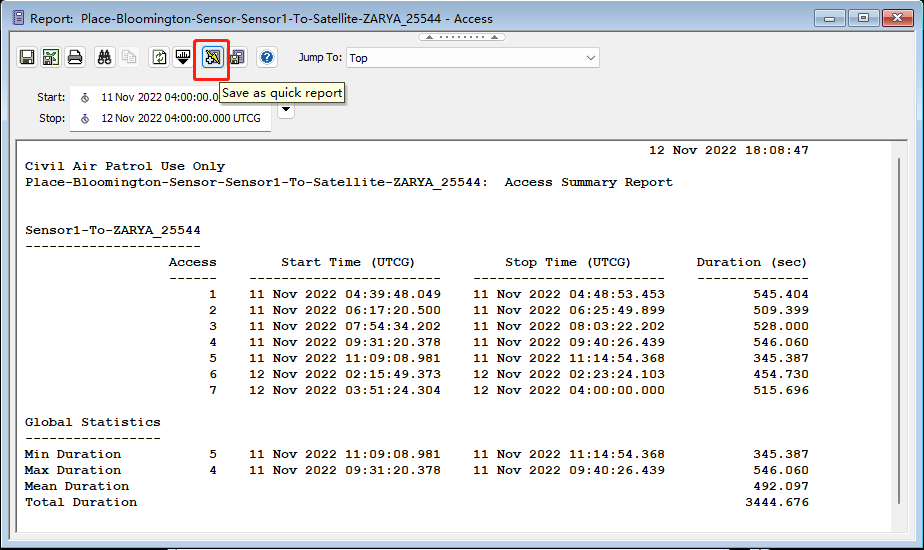 Report:  Place-Bloomington-Sensor-Sensor1-To-Satellite-ZARYA_25544 - Access
Jump To: Top
Save as quick report
Start: 11 Nov 2022 04:00:00.0
Stop: 12 Nov 2022 04:00:00.000 UTCG
12 Nov 2022 18:08:47
Civil Air Patrol Use Only
Place-Bloomington-Sensor-Sensor1-To-Satellite-ZARYA_25544:  Access Summary Report
Sensor1-To-ZARYA_25544
----------------------
Access    Start Time (UTCG)    Stop Time (UTCG)    Duration (sec)
------    ------------------------    ------------------------    --------------
1    11 Nov 2022 04:39:48.049    11 Nov 2022 04:48:53.453    545.404
2    11 Nov 2022 06:17:20.500    11 Nov 2022 06:25:49.899    509.399
3    11 Nov 2022 07:54:34.202    11 Nov 2022 08:03:22.202    528.000
4    11 Nov 2022 09:31:20.378    11 Nov 2022 09:40:26.439    546.060
5    11 Nov 2022 11:09:08.981    11 Nov 2022 11:14:54.368    345.387
6    12 Nov 2022 02:15:49.373    12 Nov 2022 02:23:24.103    454.730
7    12 Nov 2022 03:51:24.304    12 Nov 2022 04:00:00.000    515.696
Global Statistics
-----------------
Min Duration    5    11 Nov 2022 11:09:08.981    11 Nov 2022 11:14:54.368    345.387
Max Duration    4    11 Nov 2022 09:31:20.378    11 Nov 2022 09:40:26.439    546.060
Mean Duration    492.097
Total Duration    3444.676